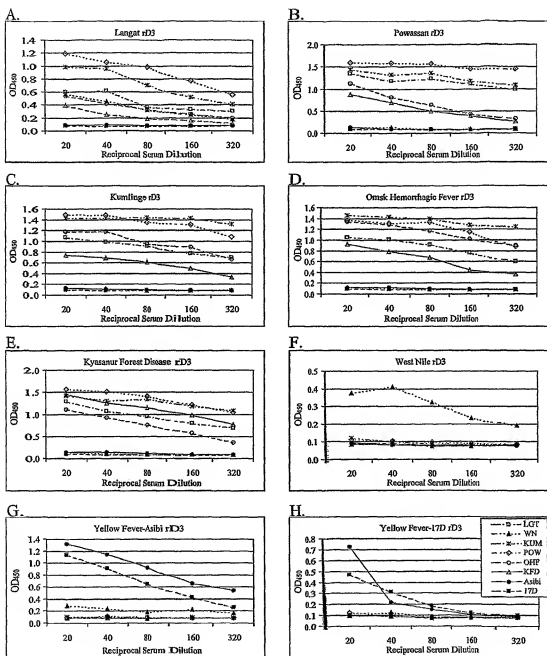 A.
Langat rD3
OD450
1.4
1.2
1.0
0.8
0.6
0.4
0.2
0.0
20 40 80 160 320
Reciprocal Serum Dilution
B.
Powassan rD3
OD450
2.0
1.5
1.0
0.5
0.0
20 40 80 160 320
Reciprocal Serum Dilution
C.
Kumlinge rD3
OD450
1.6
1.4
1.2
1.0
0.8
0.6
0.4
0.2
0.0
20 40 80 160 320
Reciprocal Serum Dilution
D.
Omsk Hemorrhagic Fever rD3
OD450
1.6
1.4
1.2
1.0
0.8
0.6
0.4
0.2
0.0
20 40 80 160 320
Reciprocal Serum Dilution
E.
Kyasanur Forest Disease rD3
OD450
2.0
1.5
1.0
0.5
0.0
20 40 80 160 320
Reciprocal Serum Dilution
F.
West Nile rD3
OD450
0.5
0.4
0.3
0.2
0.1
0.0
20 40 80 160 320
Reciprocal Serum Dilution
G.
Yellow Fever-Asibi rD3
OD450
1.4
1.2
1.0
0.8
0.6
0.4
0.2
0.0
20 40 80 160 320
Reciprocal Serum Dilution
H.
Yellow Fever-17D rD3
OD450
0.8
0.7
0.6
0.5
0.4
0.3
0.2
0.1
0.0
20 40 80 160 320
Reciprocal Serum Dilution
LGT
WN
KUM
POW
OHF
KFD
Asibi
17D